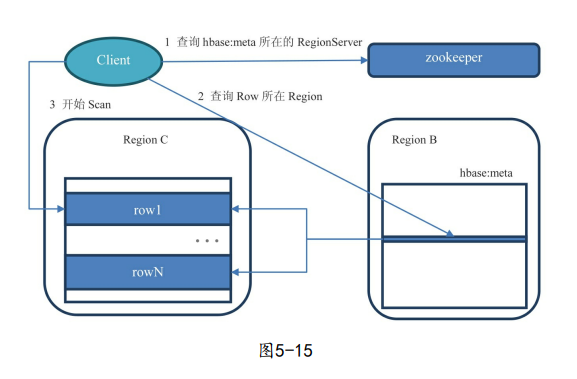 1 查询 hbase:meta 所在的 RegionServer
Client
zookeeper
2 查询 Row 所在 Region
3 开始 Scan
Region C
Region B
hbase:meta
row1
...
rowN
图5-15